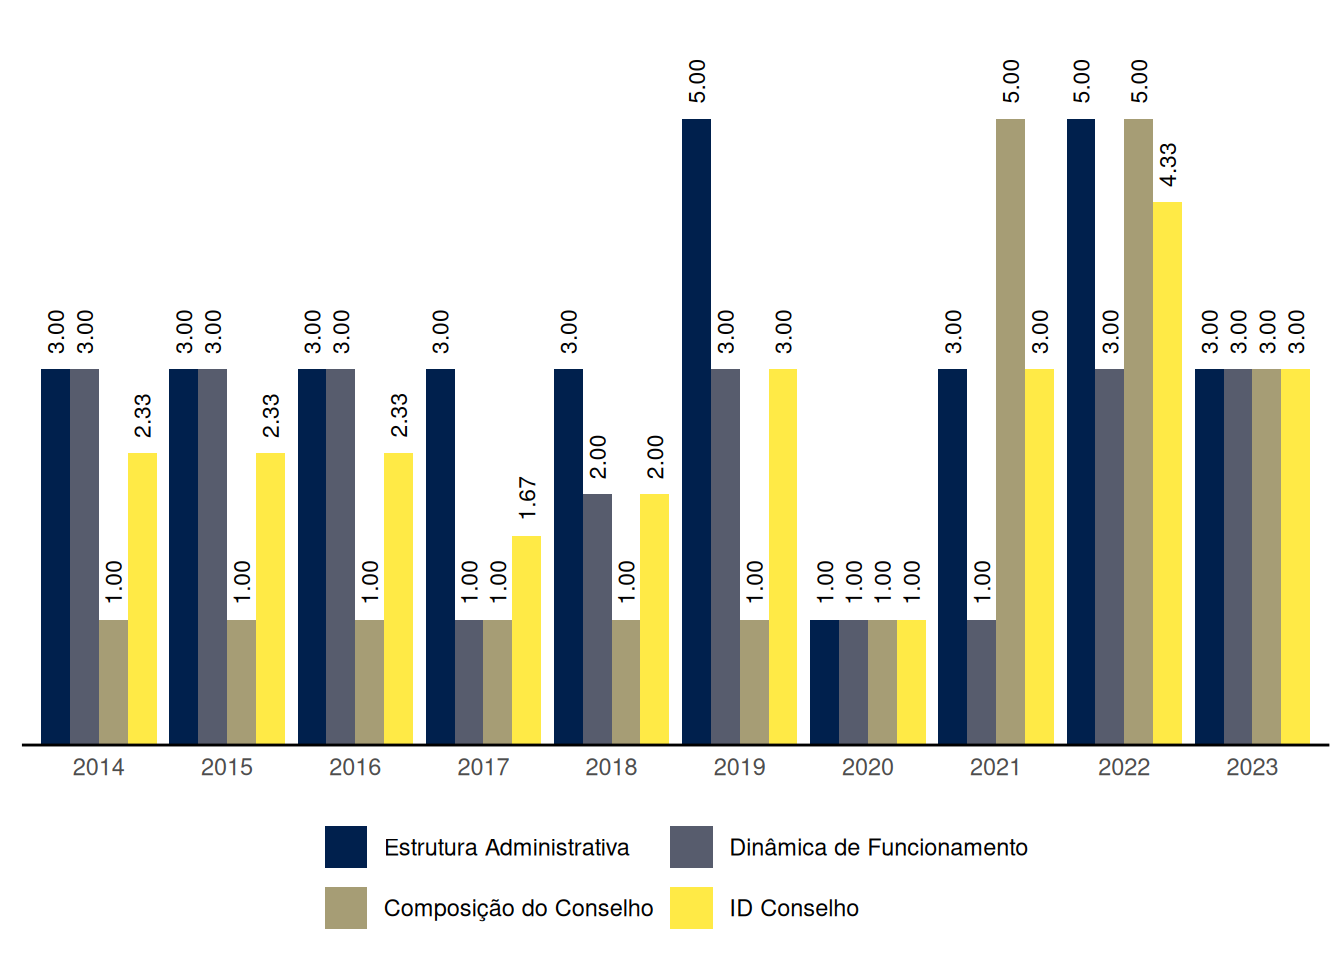 3.00 3.00 1.00 2.33
3.00 3.00 1.00 2.33
3.00 3.00 1.00 2.33
3.00 1.00 1.00 1.67
3.00 2.00 1.00 2.00
5.00 3.00 1.00 3.00
1.00 1.00 1.00 1.00
3.00 1.00 5.00 3.00
5.00 3.00 5.00 4.33
3.00 3.00 3.00 3.00
2014 2015 2016 2017 2018 2019 2020 2021 2022 2023
Estrutura Administrativa Dinâmica de Funcionamento
Composição do Conselho ID Conselho